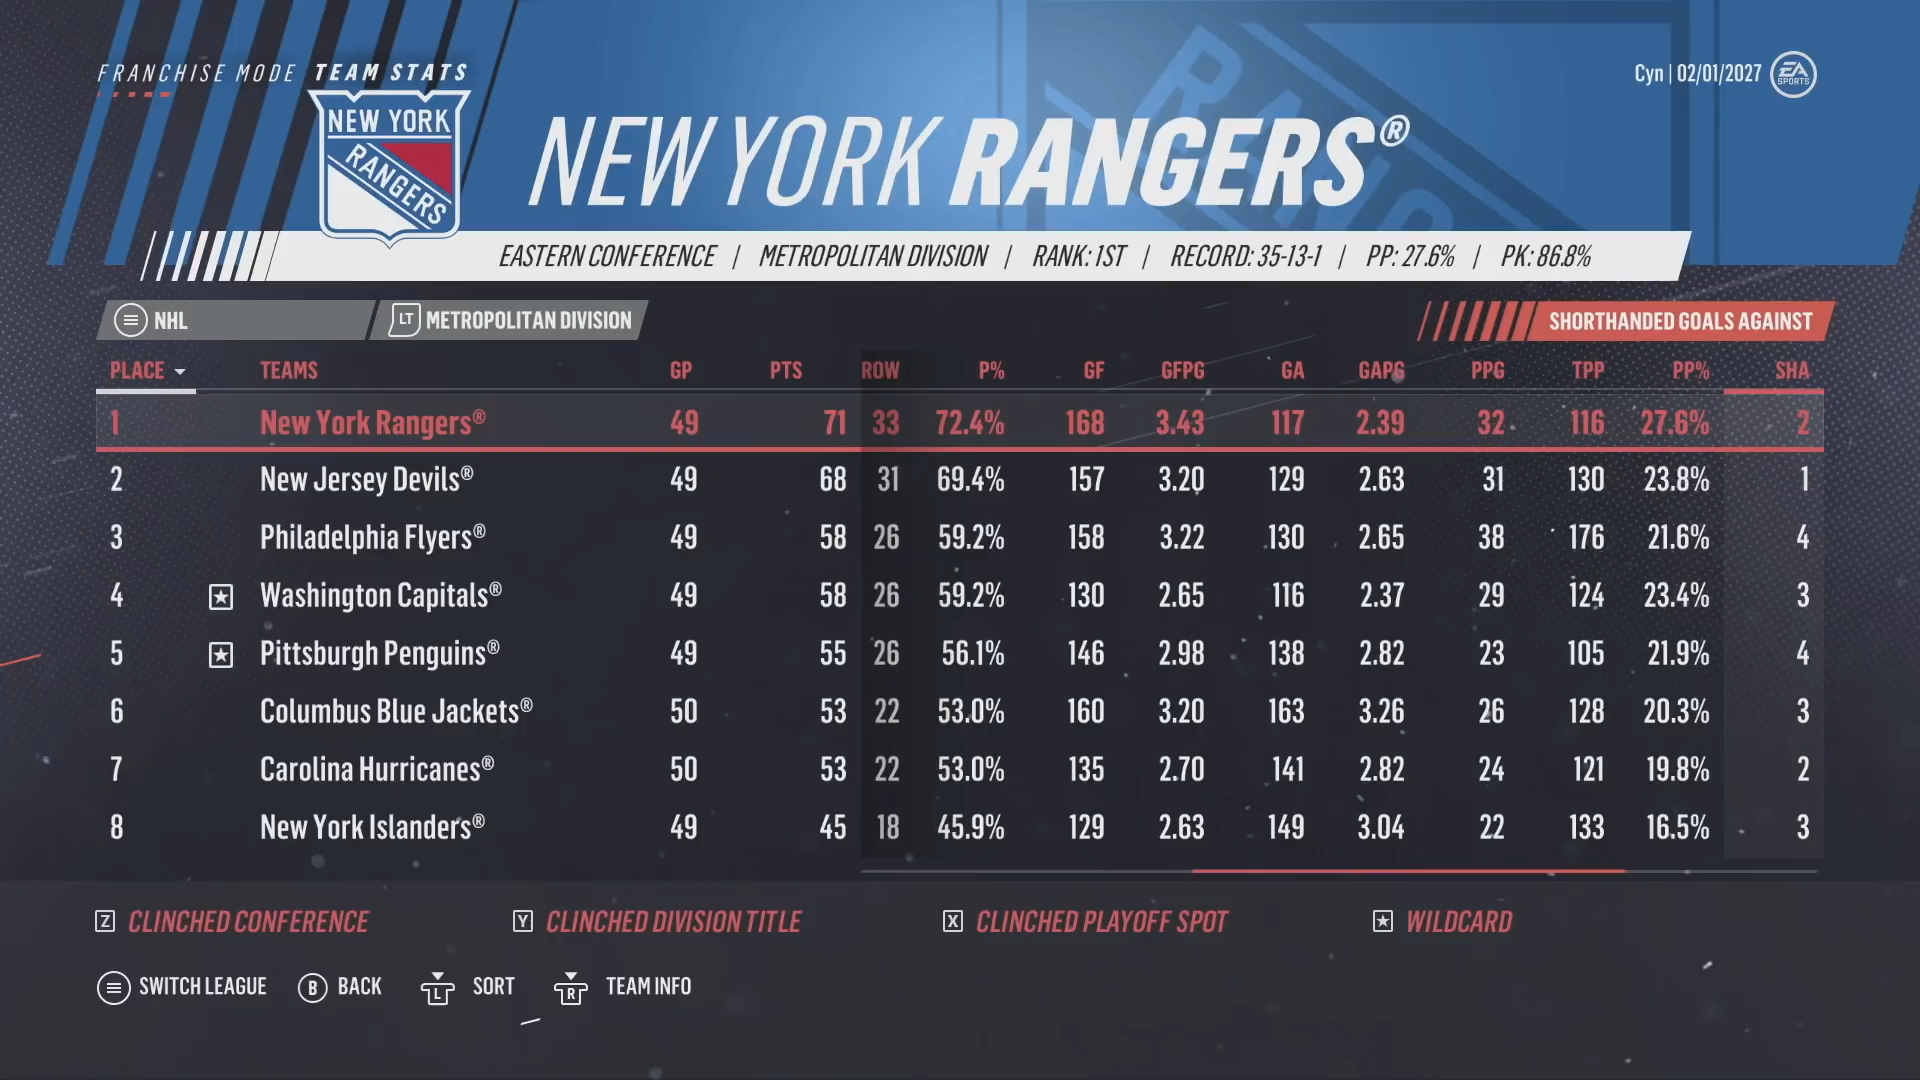 FRANCHISE MODE TEAM STATS
Cyn | 02/01/2027
EA SPORTS
NEW YORK RANGERS
NEW YORK RANGERS®
EASTERN CONFERENCE / METROPOLITAN DIVISION / RANK: 1ST / RECORD: 35-13-1 / PP: 27.6% / PK: 86.8%
NHL LT METROPOLITAN DIVISION SHORTHANDED GOALS AGAINST
PLACE TEAMS GP PTS ROW P% GF GFPG GA GAPG PPG TPP PP% SHA
1 New York Rangers® 49 71 33 72.4% 168 3.43 117 2.39 32 116 27.6% 2
2 New Jersey Devils® 49 68 31 69.4% 157 3.20 129 2.63 31 130 23.8% 1
3 Philadelphia Flyers® 49 58 26 59.2% 158 3.22 130 2.65 38 176 21.6% 4
4 ★ Washington Capitals® 49 58 26 59.2% 130 2.65 116 2.37 29 124 23.4% 3
5 ★ Pittsburgh Penguins® 49 55 26 56.1% 146 2.98 138 2.82 23 105 21.9% 4
6 Columbus Blue Jackets® 50 53 22 53.0% 160 3.20 163 3.26 26 128 20.3% 3
7 Carolina Hurricanes® 50 53 22 53.0% 135 2.70 141 2.82 24 121 19.8% 2
8 New York Islanders® 49 45 18 45.9% 129 2.63 149 3.04 22 133 16.5% 3
Z CLINCHED CONFERENCE Y CLINCHED DIVISION TITLE X CLINCHED PLAYOFF SPOT ★ WILDCARD
SWITCH LEAGUE B BACK L SORT R TEAM INFO